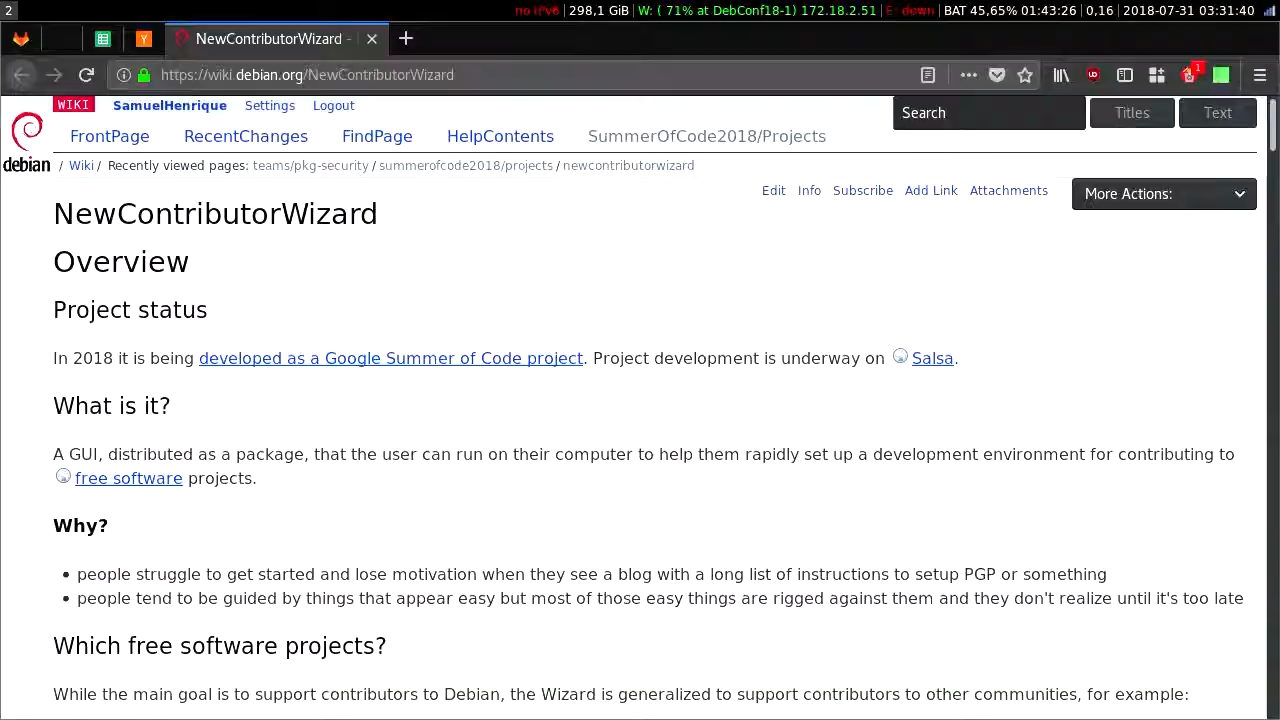 2 no IPv6 298,1 GiB W: ( 71% at DebConf18-1) 172.18.2.51 E: down BAT 45,65% 01:43:26 0,16 2018-07-31 03:31:40
NewContributorWizard -
https://wiki.debian.org/NewContributorWizard
1
WIKI SamuelHenrique Settings Logout
Search Titles Text
FrontPage RecentChanges FindPage HelpContents SummerOfCode2018/Projects
debian
/ Wiki / Recently viewed pages: teams/pkg-security / summerofcode2018/projects / newcontributorwizard
Edit Info Subscribe Add Link Attachments More Actions:
NewContributorWizard
Overview
Project status
In 2018 it is being developed as a Google Summer of Code project. Project development is underway on Salsa.
What is it?
A GUI, distributed as a package, that the user can run on their computer to help them rapidly set up a development environment for contributing to
free software projects.
Why?
• people struggle to get started and lose motivation when they see a blog with a long list of instructions to setup PGP or something
• people tend to be guided by things that appear easy but most of those easy things are rigged against them and they don't realize until it's too late
Which free software projects?
While the main goal is to support contributors to Debian, the Wizard is generalized to support contributors to other communities, for example: